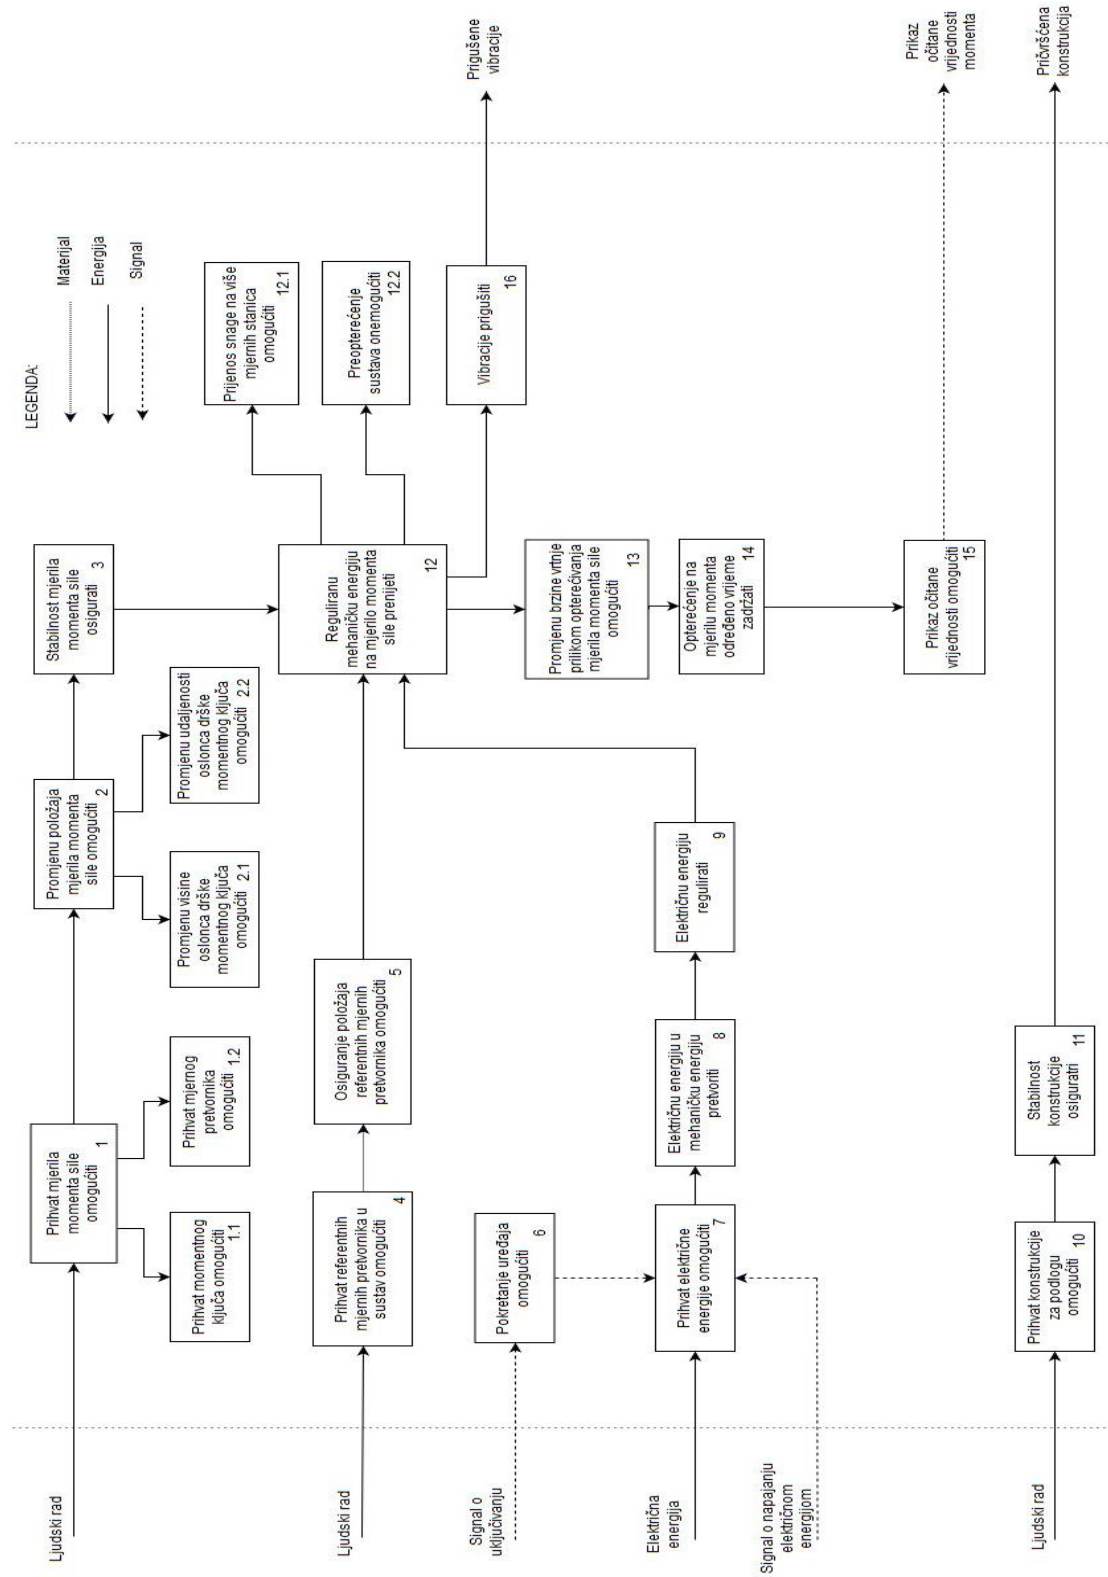 LEGENDA:
Materijal
Energija
Signal
Ljudski rad
Prihvat mjerila
momenta sile
omogućiti
1
Prihvat momentnog
ključa omogućiti
1.1
Prihvat mjernog
pretvornika
omogućiti 1.2
Promjenu položaja
mjerila momenta
sile omogućiti
2
Promjenu visine
oslonca drške
momentnog ključa
omogućiti 2.1
Promjenu udaljenosti
oslonca drške
momentnog ključa
omogućiti 2.2
Stabilnost mjerila
momenta sile
osigurati
3
Ljudski rad
Prihvat referentnih
mjernih pretvornika u
sustav omogućiti
4
Osiguranje položaja
referentnih mjernih
pretvornika omogućiti
5
Reguliranu
mehaničku energiju
na mjerilo momenta
sile prenijeti
12
Prijenos snage na više
mjernih stanica
omogućiti 12.1
Preopterećenje
sustava onemogućiti
12.2
Vibracije prigušiti
16
Prigušene
vibracije
Signal o
uključivanju
Pokretanje uređaja
omogućiti
6
Električna
energija
Signal o napajanju
električnom
energijom
Prihvat električne
energije omogućiti
7
Električnu energiju u
mehaničku energiju
pretvoriti
8
Električnu energiju
regulirati
9
Promjenu brzine vrtnje
prilikom opterećivanja
mjerila momenta sile
omogućiti
13
Opterećenje na
mjerilu momenta
određeno vrijeme
zadržati
14
Prikaz očitane
vrijednosti omogućiti
15
Prikaz
očitane
vrijednosti
momenta
Ljudski rad
Prihvat konstrukcije
za podlogu
omogućiti
10
Stabilnost
konstrukcije
osiguratri
11
Pričvršćena
konstrukcija